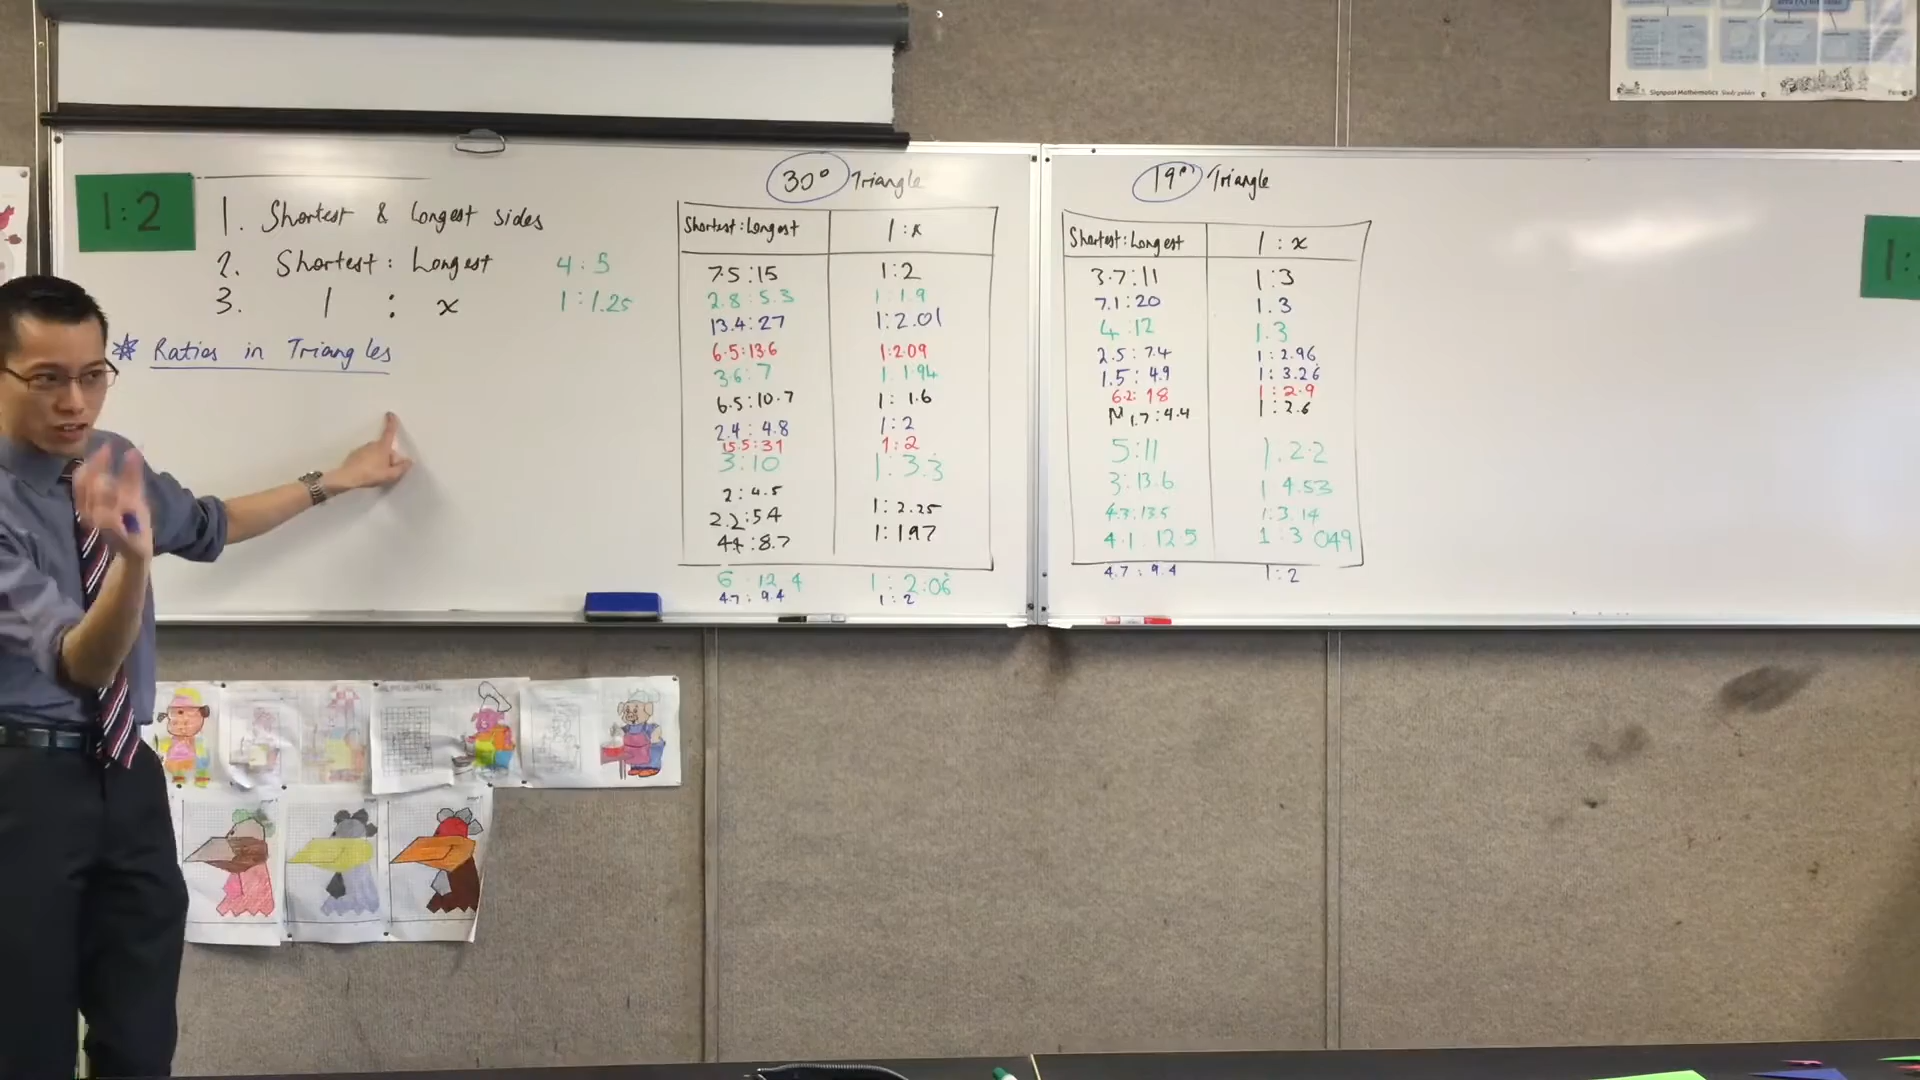 1:2
1. Shortest & Longest sides
2. Shortest : Longest 4:5
3. 1 : x 1:1.25
* Ratios in Triangles
30° Triangle
Shortest:Longest 1:x
7.5:15 1:2
2.8:5.3 1:1.9
13.4:27 1:2.01
6.5:13.6 1:2.09
3.6:7 1:1.94
6.5:10.7 1:1.6
2.4:4.8 1:2
15.5:31 1:2
3:10 1:3.3
2:4.5 1:2.25
2.2:54
:8.7 1:1.97
6:12.4 1:2:06
4.7:9.4 1:2
19° Triangle
Shortest:Longest 1:x
3.7:11 1:3
7.1:20 1.3
4:12 1.3
2.5:7.4 1:2.96
1.5:4.9 1:3.26
6.2:18 1:2.9
1.7:4.4 1:2.6
5:11 1.2.2
3:13.6 1 4.53
4.3:13.5 1:3.14
4.1:12.5 1:3 049
4.7:9.4 1:2
1:
Signpost Mathematics